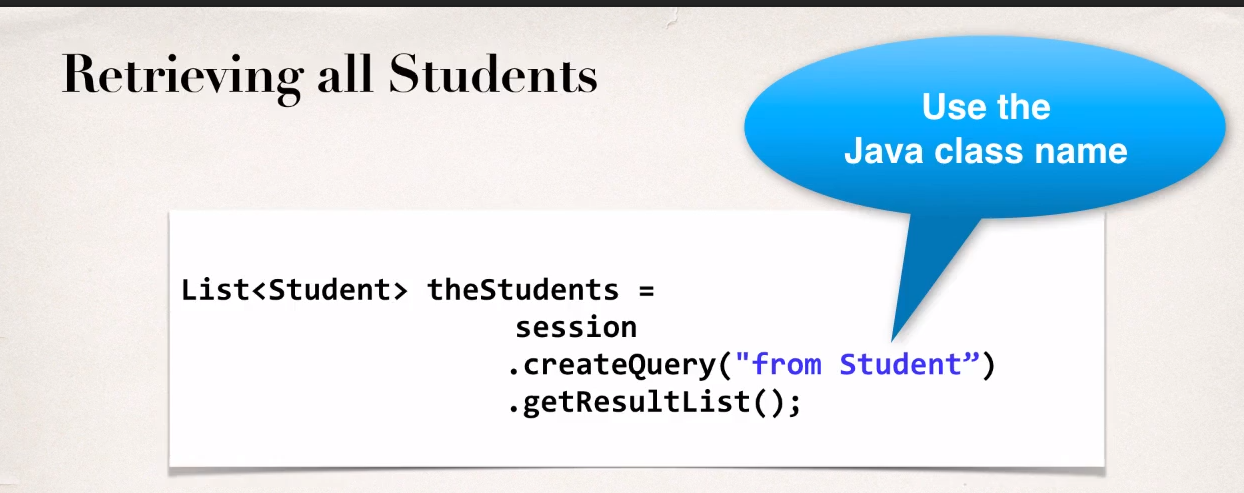 Retrieving all Students
Use the
Java class name
List<Student> theStudents =
session
.createQuery("from Student”)
.getResultList();